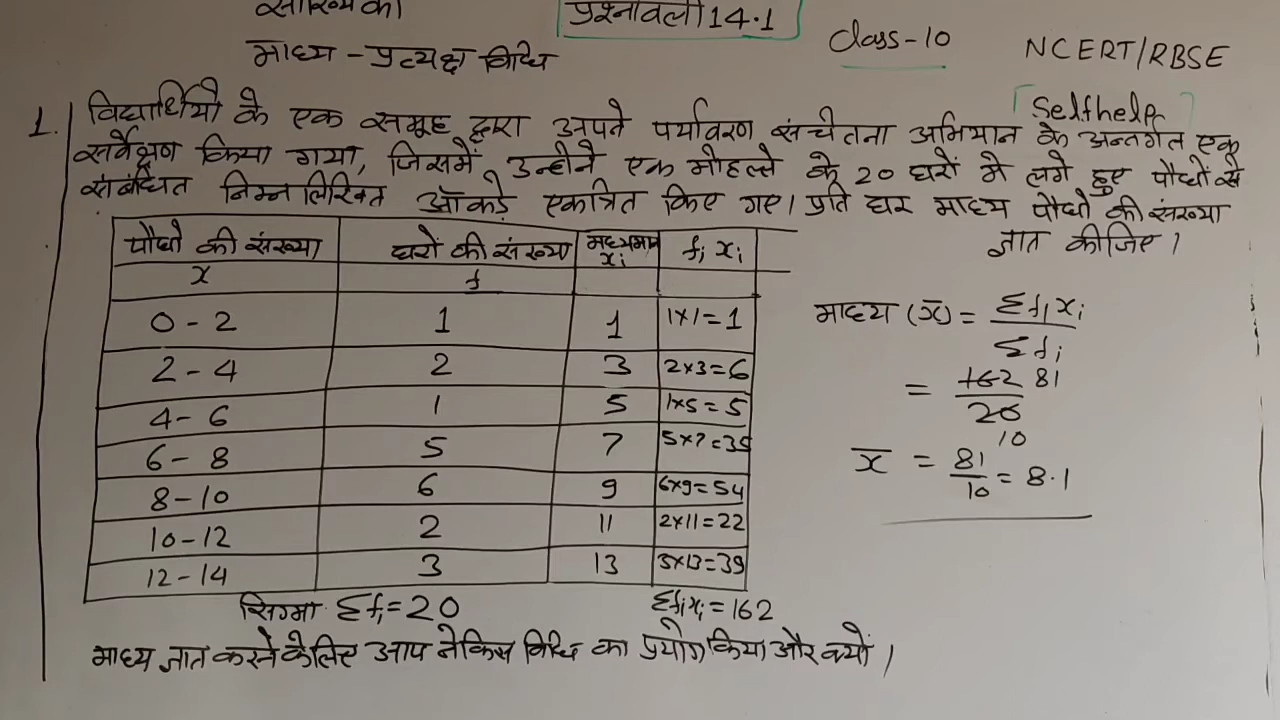 सांख्यिकी
प्रश्नावली 14.1
Class-10
NCERT/RBSE
माध्य - प्रत्यक्ष विधि
Selfhelp
1. विद्यार्थियो के एक समूह द्वारा अपने पर्यावरण संचेतना अभियान के अन्तर्गत एक
सर्वेक्षण किया गया, जिसमें उन्होने एक मोहल्ले के 20 घरों मे लगे हुए पौधों से
संबंधित निम्नलिखित ऑकड़े एकत्रित किए गए। प्रति घर माध्य पौधो की संख्या
ज्ञात कीजिए।
पौधो की संख्या घरो की संख्या मध्यमान xᵢ fᵢ xᵢ
x f
0 - 2 1 1 1×1=1
2 - 4 2 3 2×3=6
4 - 6 1 5 1×5=5
6 - 8 5 7 5×7=35
8 - 10 6 9 6×9=54
10 - 12 2 11 2×11=22
12 - 14 3 13 3×13=39
सिग्मा Σfᵢ=20 Σfᵢxᵢ=162
माध्य (x̄) = Σfᵢxᵢ / Σfᵢ
= 162 81 / 20 10
x̄ = 81/10 = 8.1
माध्य ज्ञात करने के लिए आप ने किस विधि का प्रयोग किया और क्यों।